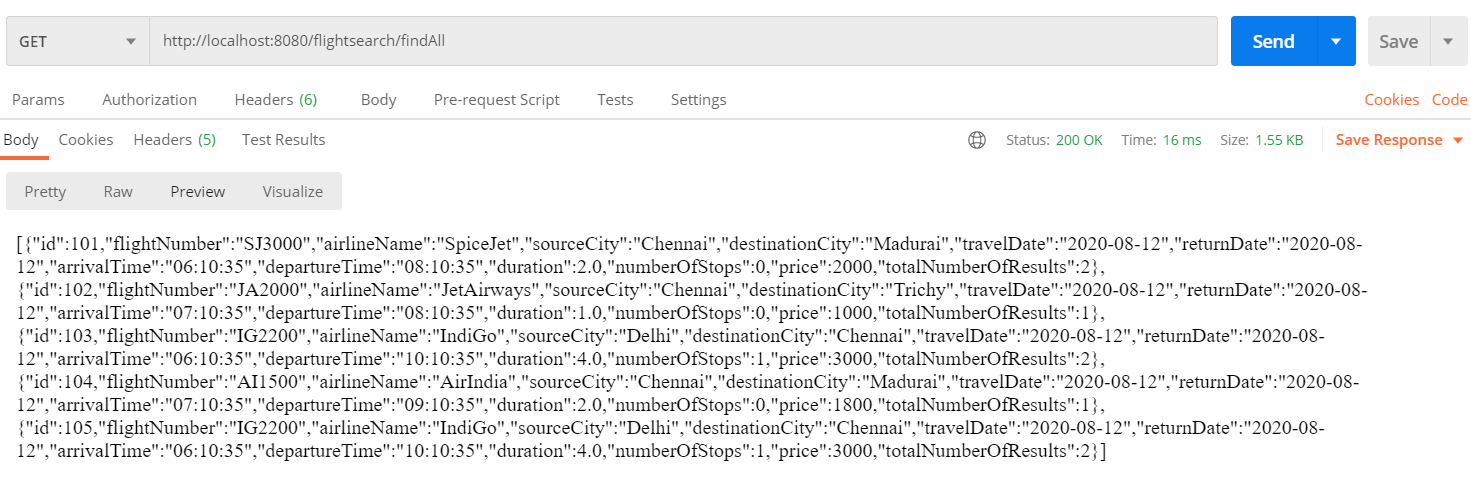 GET http://localhost:8080/flightsearch/findAll Send Save
Params Authorization Headers (6) Body Pre-request Script Tests Settings Cookies Code
Body Cookies Headers (5) Test Results Status: 200 OK Time: 16 ms Size: 1.55 KB Save Response
Pretty Raw Preview Visualize
[{"id":101,"flightNumber":"SJ3000","airlineName":"SpiceJet","sourceCity":"Chennai","destinationCity":"Madurai","travelDate":"2020-08-12","returnDate":"2020-08-
12","arrivalTime":"06:10:35","departureTime":"08:10:35","duration":2.0,"numberOfStops":0,"price":2000,"totalNumberOfResults":2},
{"id":102,"flightNumber":"JA2000","airlineName":"JetAirways","sourceCity":"Chennai","destinationCity":"Trichy","travelDate":"2020-08-12","returnDate":"2020-08-
12","arrivalTime":"07:10:35","departureTime":"08:10:35","duration":1.0,"numberOfStops":0,"price":1000,"totalNumberOfResults":1},
{"id":103,"flightNumber":"IG2200","airlineName":"IndiGo","sourceCity":"Delhi","destinationCity":"Chennai","travelDate":"2020-08-12","returnDate":"2020-08-
12","arrivalTime":"06:10:35","departureTime":"10:10:35","duration":4.0,"numberOfStops":1,"price":3000,"totalNumberOfResults":2},
{"id":104,"flightNumber":"AI1500","airlineName":"AirIndia","sourceCity":"Chennai","destinationCity":"Madurai","travelDate":"2020-08-12","returnDate":"2020-08-
12","arrivalTime":"07:10:35","departureTime":"09:10:35","duration":2.0,"numberOfStops":0,"price":1800,"totalNumberOfResults":1},
{"id":105,"flightNumber":"IG2200","airlineName":"IndiGo","sourceCity":"Delhi","destinationCity":"Chennai","travelDate":"2020-08-12","returnDate":"2020-08-
12","arrivalTime":"06:10:35","departureTime":"10:10:35","duration":4.0,"numberOfStops":1,"price":3000,"totalNumberOfResults":2}]